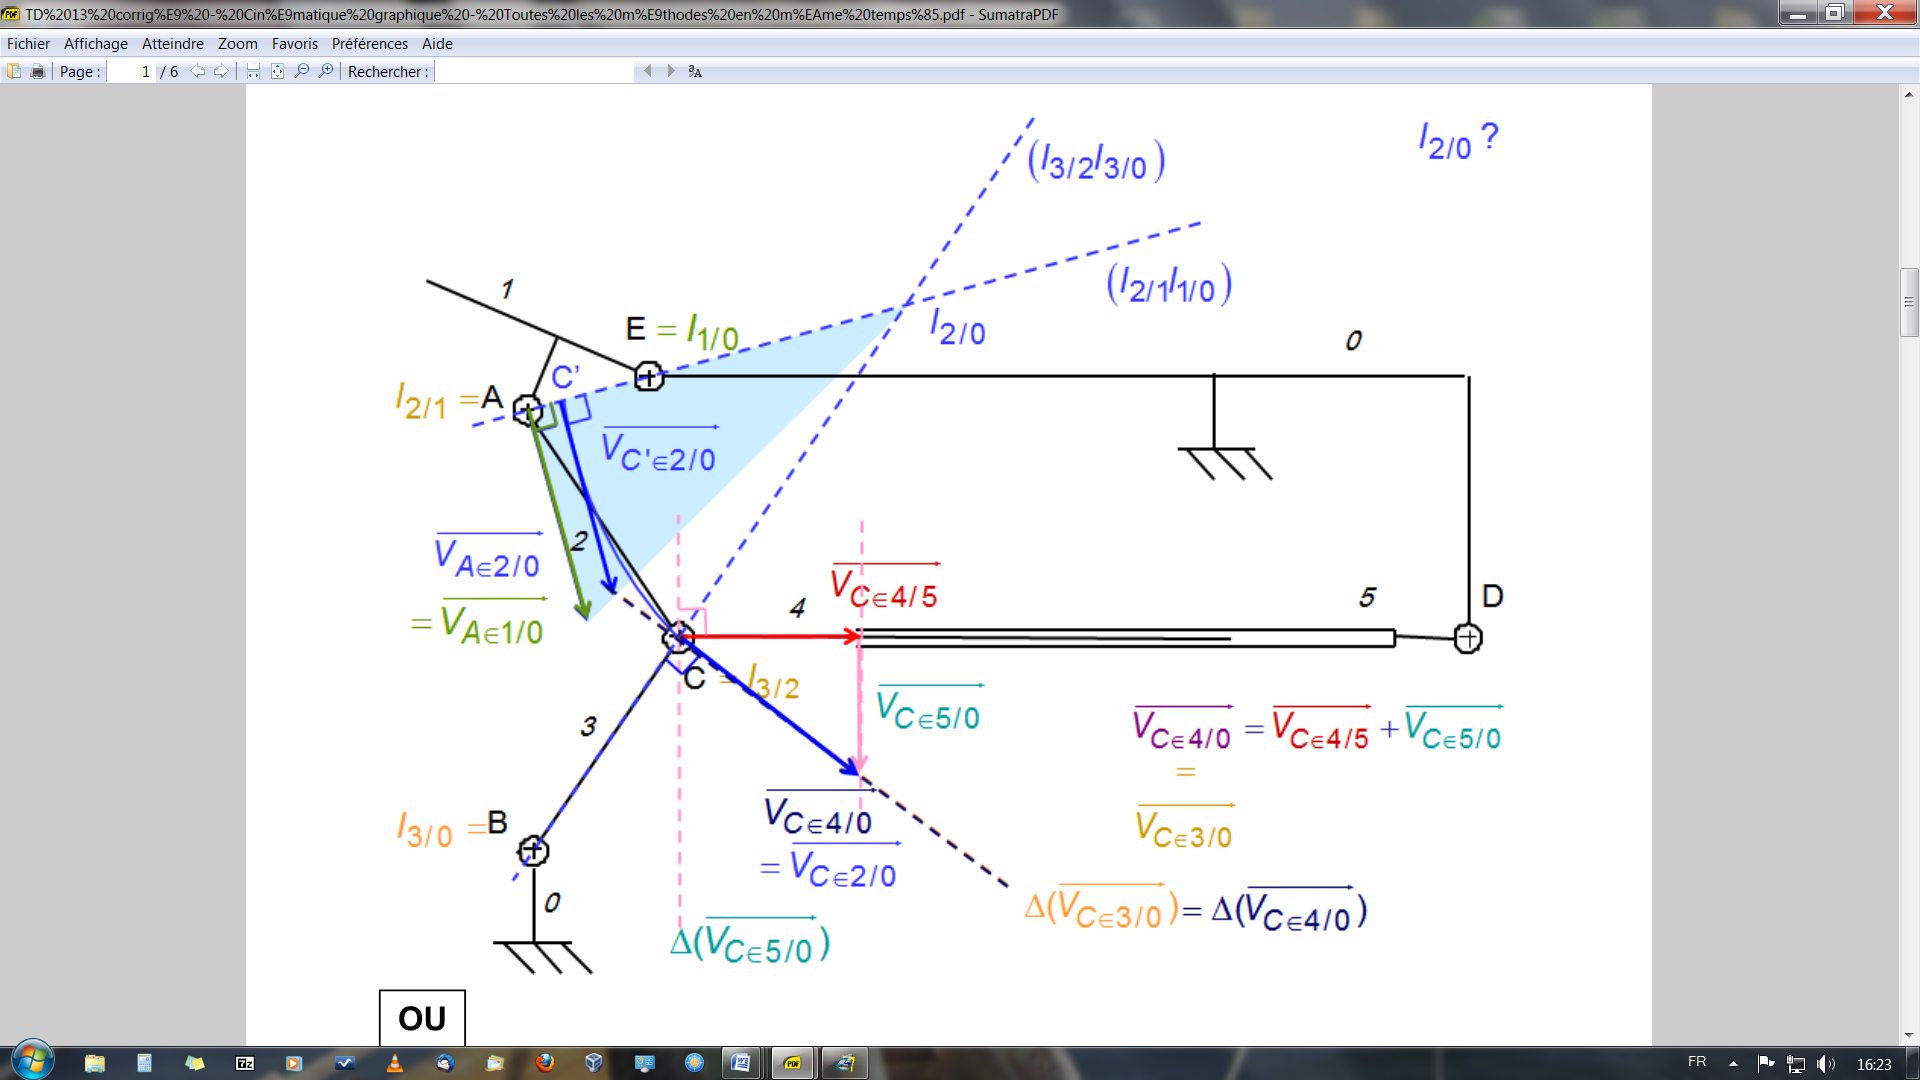 TD%2013%20corrig%E9%20-%20Cin%E9matique%20graphique%20-%20Toutes%20les%20m%E9thodes%20en%20m%EAme%20temps%85.pdf - SumatraPDF
Fichier Affichage Atteindre Zoom Favoris Préférences Aide
Page : 1 / 6 Rechercher :
I2/0 ?
(I3/2I3/0)
(I2/1I1/0)
1
E = I1/0
I2/0
0
C'
I2/1 =A
VC'∈2/0
2
VA∈2/0
= VA∈1/0
VC∈4/5
4
5
D
C = I3/2
VC∈5/0
3
VC∈4/0 = VC∈4/5 + VC∈5/0
=
VC∈3/0
I3/0 =B
VC∈4/0
= VC∈2/0
0
Δ(VC∈3/0) = Δ(VC∈4/0)
Δ(VC∈5/0)
OU
FR 16:23